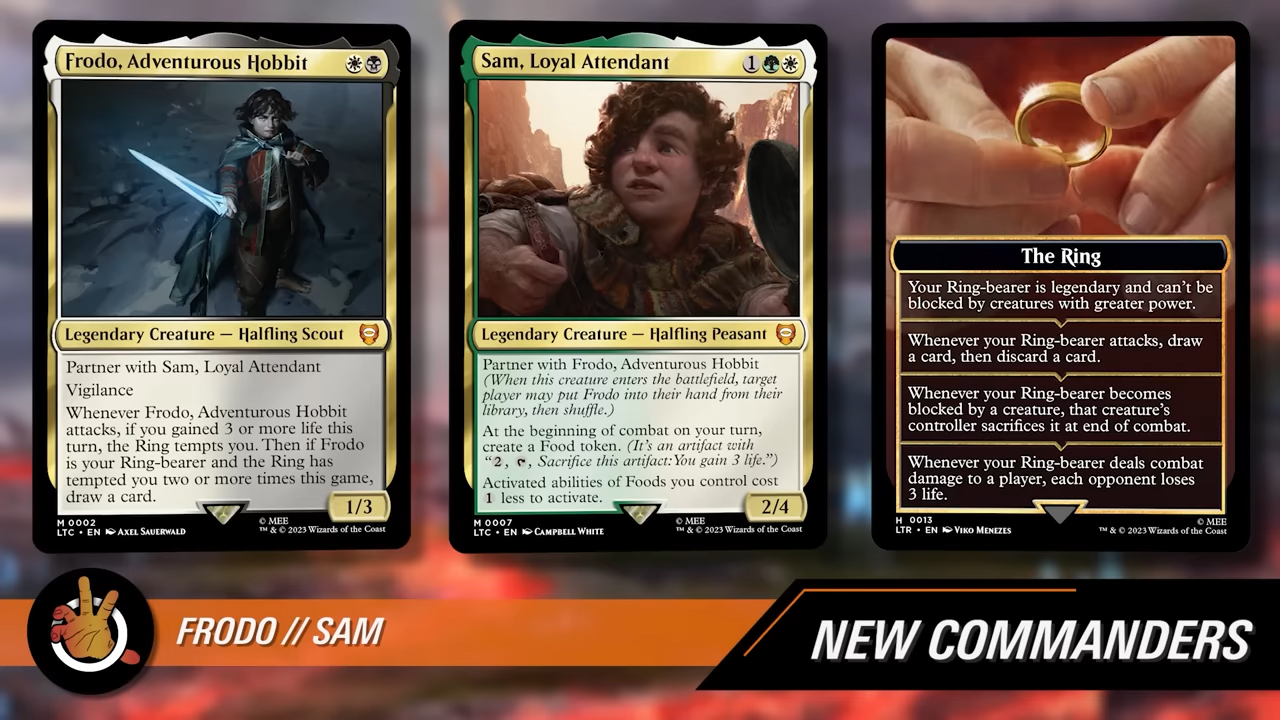 Frodo, Adventurous Hobbit
Legendary Creature — Halfling Scout
Partner with Sam, Loyal Attendant
Vigilance
Whenever Frodo, Adventurous Hobbit
attacks, if you gained 3 or more life this
turn, the Ring tempts you. Then if Frodo
is your Ring-bearer and the Ring has
tempted you two or more times this game,
draw a card.
1/3
M 0002
LTC • EN AXEL SAUERWALD
© MEE
™ & © 2023 Wizards of the Coast
Sam, Loyal Attendant 1
Legendary Creature — Halfling Peasant
Partner with Frodo, Adventurous Hobbit
(When this creature enters the battlefield, target
player may put Frodo into their hand from their
library, then shuffle.)
At the beginning of combat on your turn,
create a Food token. (It's an artifact with
"2, , Sacrifice this artifact: You gain 3 life.")
Activated abilities of Foods you control cost
1 less to activate.
2/4
M 0007
LTC • EN CAMPBELL WHITE
© MEE
™ & © 2023 Wizards of the Coast
The Ring
Your Ring-bearer is legendary and can't be
blocked by creatures with greater power.
Whenever your Ring-bearer attacks, draw
a card, then discard a card.
Whenever your Ring-bearer becomes
blocked by a creature, that creature's
controller sacrifices it at end of combat.
Whenever your Ring-bearer deals combat
damage to a player, each opponent loses
3 life.
H 0013
LTR • EN VIKO MENEZES
© MEE
™ & © 2023 Wizards of the Coast
FRODO // SAM
NEW COMMANDERS